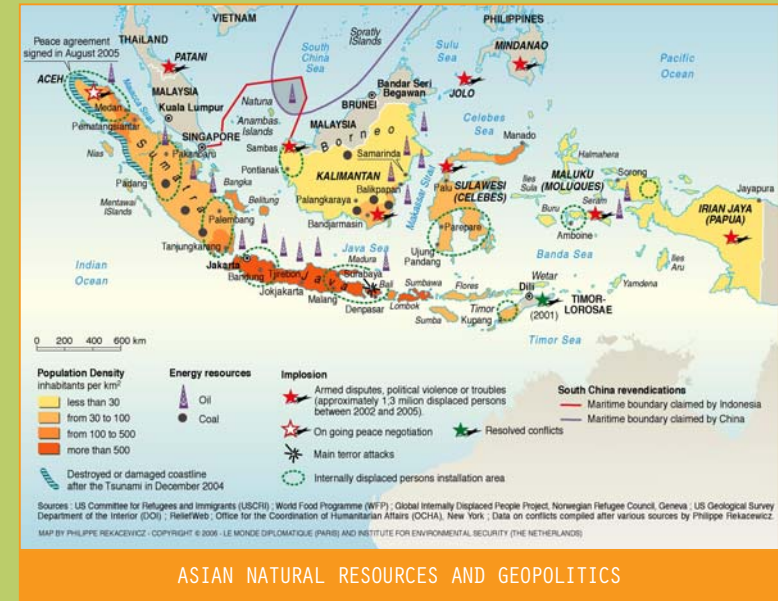 VIETNAM
PHILIPPINES
Peace agreement
signed in August 2005
THAILAND
PATANI
South
China
Sea
Spratly
ISlands
Sulu
Sea
MINDANAO
Pacific
Ocean
ACEH
Malacca Strait
MALAYSIA
Kuala Lumpur
Natuna
Anambas
Islands
BRUNEI
Bandar Seri
Begawan
JOLO
Medan
Pematangsiantar
SINGAPORE
MALAYSIA
Borneo
Celebes
Sea
Manado
Nias
Sumatra
Pakanbaru
Sambas
Pontianak
Samarinda
Halmahera
KALIMANTAN
Makassar Strait
Padang
Bangka
Belitung
Palangkaraya
Balikpapan
Palu
SULAWESI
(CELEBES)
Iles
Sula
MALUKU
(MOLUQUES)
Sorong
Jayapura
Mentawai
ISlands
Palembang
Bandjarmasin
Parepare
Buru
Seram
Amboine
IRIAN JAYA
(PAPUA)
Tanjungkarang
Java Sea
Ujung
Pandang
Banda Sea
Iles
Aru
Indian
Ocean
Jakarta
Bandung
Tjirebon
Java
Madura
Surabaya
Bali
Sumbawa
Flores
Wetar
Dili
Yamdena
Jokjakarta
Malang
Denpasar
Lombok
Sumba
Timor
Kupang
(2001)
TIMOR-
LOROSAE
Timor Sea
0 200 400 600 km
Population Density
inhabitants per km²
less than 30
from 30 to 100
from 100 to 500
more than 500
Destroyed or damaged coastline
after the Tsunami in December 2004
Energy resources
Oil
Coal
Implosion
Armed disputes, political violence or troubles
(approximately 1,3 milion displaced persons
between 2002 and 2005).
On going peace negotiation
Resolved conflicts
Main terror attacks
Internally displaced persons installation area
South China revendications
Maritime boundary claimed by Indonesia
Maritime boundary claimed by China
Sources : US Committee for Refugees and Immigrants (USCRI) ; World Food Programme (WFP) ; Global Internally Displaced People Project, Norwegian Refugee Council, Geneva ; US Geological Survey
Department of the Interior (DOI) ; ReliefWeb ; Office for the Coordination of Humanitarian Affairs (OCHA), New York ; Data on conflicts compiled after various sources by Philippe Rekacewicz.
MAP BY PHILIPPE REKACEWICZ - COPYRIGHT © 2006 - LE MONDE DIPLOMATIQUE (PARIS) AND INSTITUTE FOR ENVIRONMENTAL SECURITY (THE NETHERLANDS)
ASIAN NATURAL RESOURCES AND GEOPOLITICS